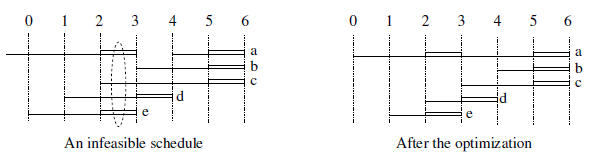 0 1 2 3 4 5 6
a
b
c
d
e
An infeasible schedule
0 1 2 3 4 5 6
a
b
c
d
e
After the optimization